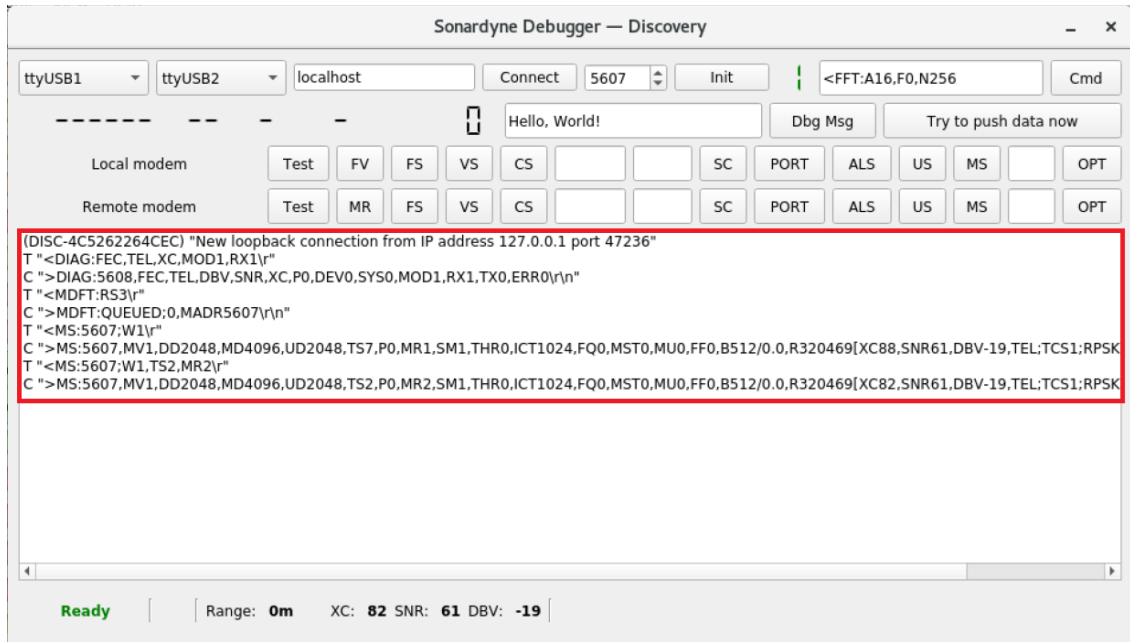 Sonardyne Debugger — Discovery
ttyUSB1 ttyUSB2 localhost Connect 5607 Init <FFT:A16,F0,N256 Cmd
------ -- - - 0 Hello, World! Dbg Msg Try to push data now
Local modem Test FV FS VS CS SC PORT ALS US MS OPT
Remote modem Test MR FS VS CS SC PORT ALS US MS OPT
(DISC-4C5262264CEC) "New loopback connection from IP address 127.0.0.1 port 47236"
T "<DIAG:FEC,TEL,XC,MOD1,RX1\r"
C ">DIAG:5608,FEC,TEL,DBV,SNR,XC,P0,DEV0,SYS0,MOD1,RX1,TX0,ERR0\r\n"
T "<MDFT:RS3\r"
C ">MDFT:QUEUED;0,MADR5607\r\n"
T "<MS:5607;W1\r"
C ">MS:5607,MV1,DD2048,MD4096,UD2048,TS7,P0,MR1,SM1,THR0,ICT1024,FQ0,MST0,MU0,FF0,B512/0.0,R320469[XC88,SNR61,DBV-19,TEL;TCS1;RPSK
T "<MS:5607;W1,TS2,MR2\r"
C ">MS:5607,MV1,DD2048,MD4096,UD2048,TS2,P0,MR2,SM1,THR0,ICT1024,FQ0,MST0,MU0,FF0,B512/0.0,R320469[XC82,SNR61,DBV-19,TEL;TCS1;RPSK
Ready Range: 0m XC: 82 SNR: 61 DBV: -19